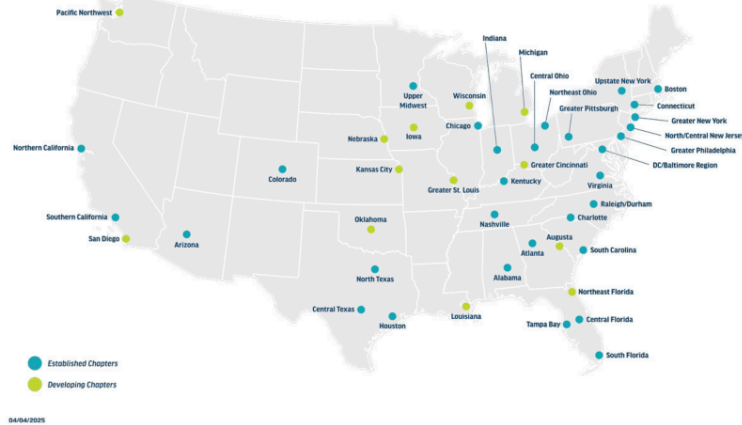 Pacific Northwest
Indiana
Michigan
Central Ohio
Upstate New York
Boston
Northeast Ohio
Upper
Midwest
Wisconsin
Connecticut
Greater Pittsburgh
Greater New York
Chicago
North/Central New Jerse
Nebraska
Iowa
Northern California
Greater Philadelphia
DC/Baltimore Region
Greater Cincinnati
Kansas City
Colorado
Kentucky
Virginia
Greater St. Louis
Raleigh/Durham
Southern California
Charlotte
Oklahoma
Nashville
San Diego
Arizona
Augusta
Atlanta
South Carolina
North Texas
Alabama
Northeast Florida
Central Texas
Houston
Louisiana
Tampa Bay
Central Florida
South Florida
Established Chapters
Developing Chapters
04/04/2025